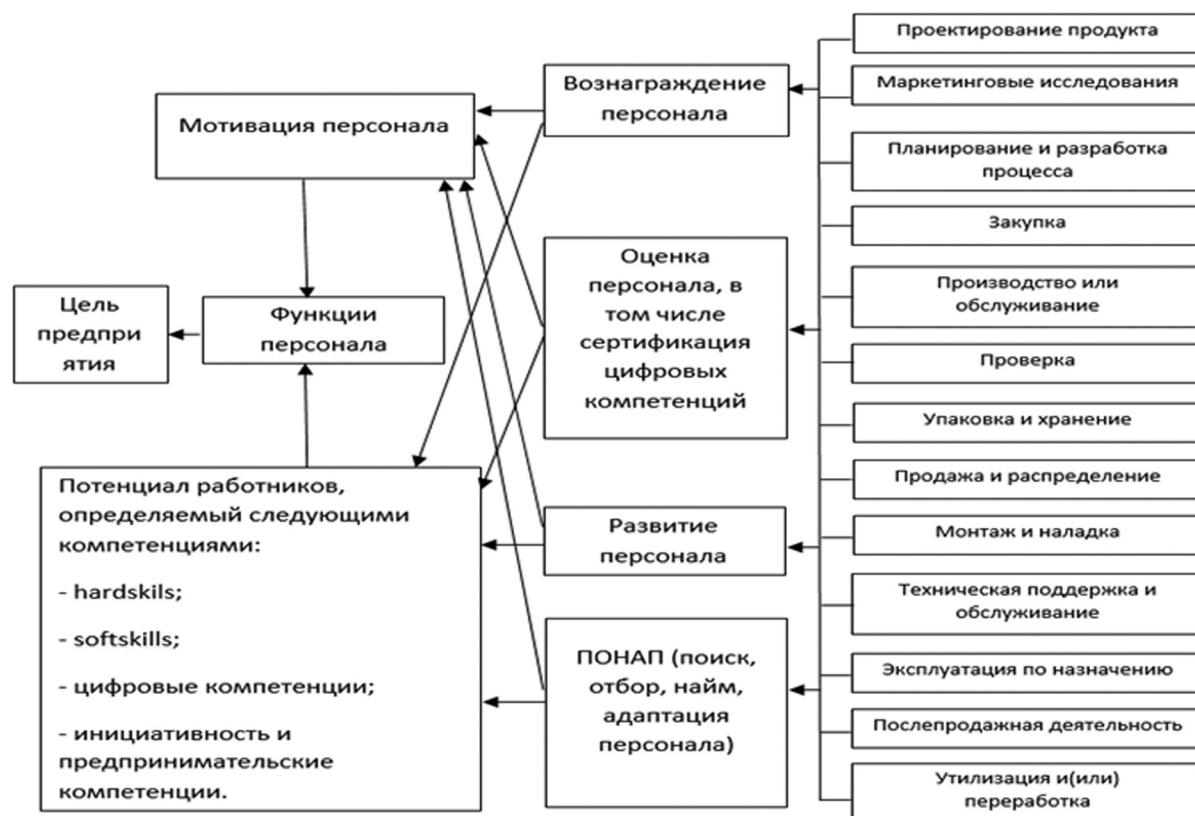 Мотивация персонала
Цель
предпри
ятия
Функции
персонала
Потенциал работников,
определяемый следующими
компетенциями:
- hardskils;
- softskills;
- цифровые компетенции;
- инициативность и
предпринимательские
компетенции.
Вознаграждение
персонала
Оценка
персонала, в
том числе
сертификация
цифровых
компетенций
Развитие
персонала
ПОНАП (поиск,
отбор, найм,
адаптация
персонала)
Проектирование продукта
Маркетинговые исследования
Планирование и разработка
процесса
Закупка
Производство или
обслуживание
Проверка
Упаковка и хранение
Продажа и распределение
Монтаж и наладка
Техническая поддержка и
обслуживание
Эксплуатация по назначению
Послепродажная деятельность
Утилизация и(или)
переработка